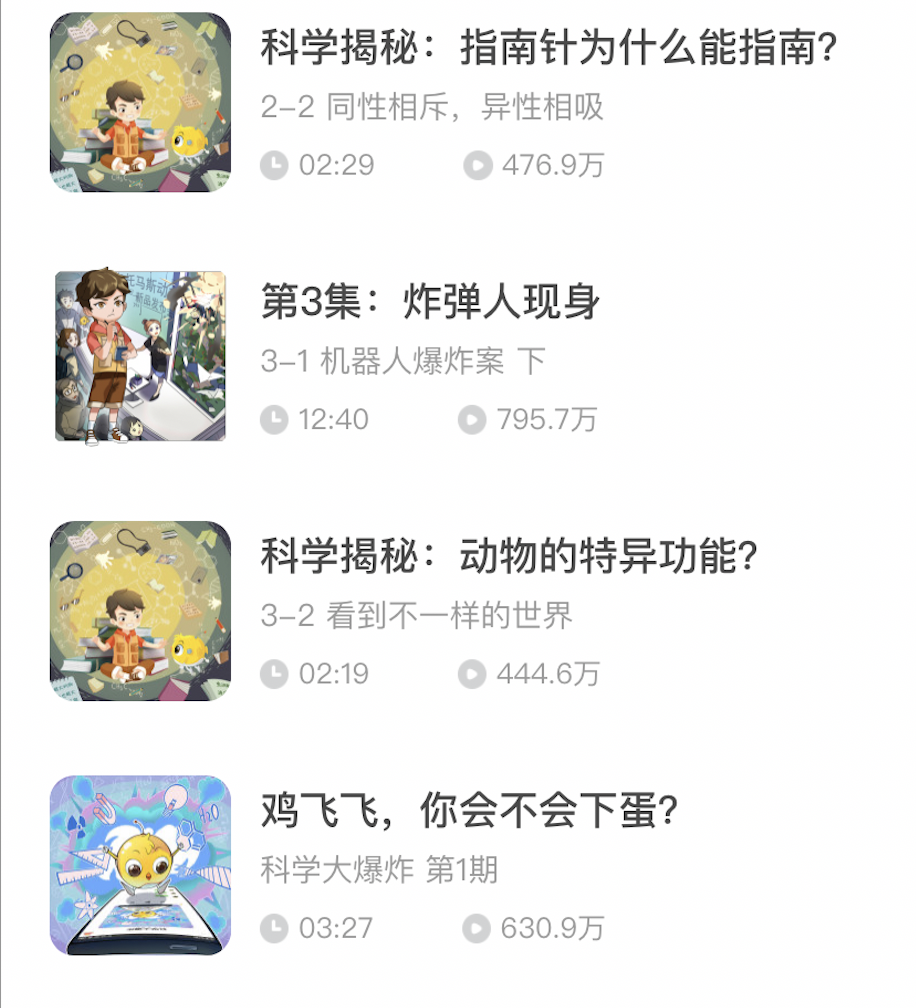 科学揭秘：指南针为什么能指南？
2-2 同性相斥，异性相吸
02:29 476.9万
第3集：炸弹人现身
3-1 机器人爆炸案 下
12:40 795.7万
科学揭秘：动物的特异功能？
3-2 看到不一样的世界
02:19 444.6万
H₂O
鸡飞飞，你会不会下蛋？
科学大爆炸 第1期
03:27 630.9万